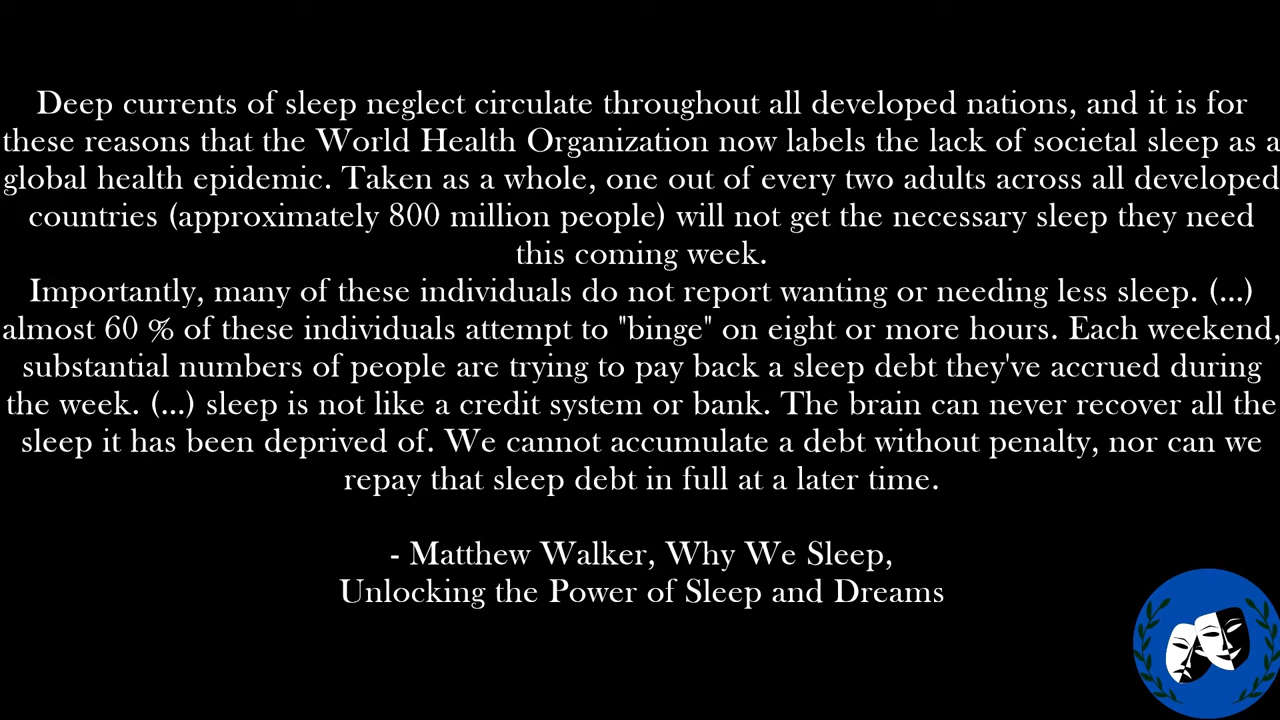 Deep currents of sleep neglect circulate throughout all developed nations, and it is for
these reasons that the World Health Organization now labels the lack of societal sleep as a
global health epidemic. Taken as a whole, one out of every two adults across all developed
countries (approximately 800 million people) will not get the necessary sleep they need
this coming week.
Importantly, many of these individuals do not report wanting or needing less sleep. (...)
almost 60 % of these individuals attempt to "binge" on eight or more hours. Each weekend,
substantial numbers of people are trying to pay back a sleep debt they've accrued during
the week. (...) sleep is not like a credit system or bank. The brain can never recover all the
sleep it has been deprived of. We cannot accumulate a debt without penalty, nor can we
repay that sleep debt in full at a later time.
- Matthew Walker, Why We Sleep,
Unlocking the Power of Sleep and Dreams